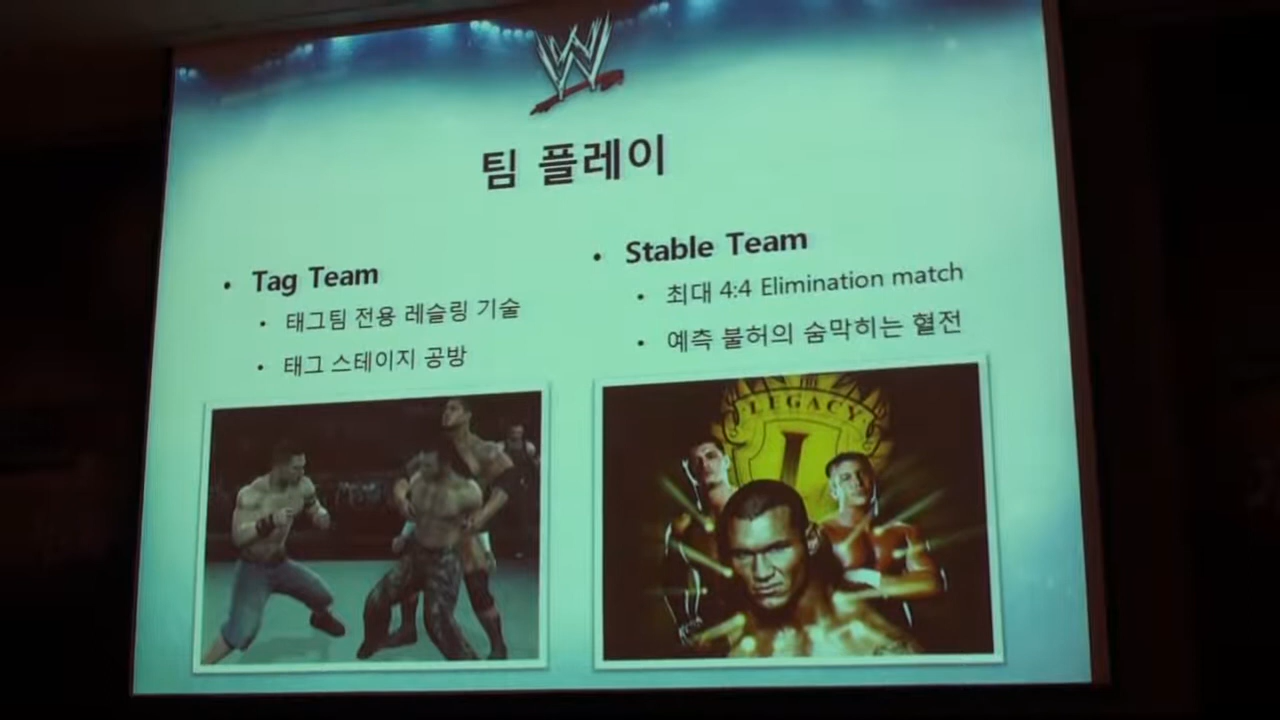 W
팀 플레이
• Tag Team
• 태그팀 전용 레슬링 기술
• 태그 스테이지 공방
• Stable Team
• 최대 4:4 Elimination match
• 예측 불허의 숨막히는 혈전
LEGACY